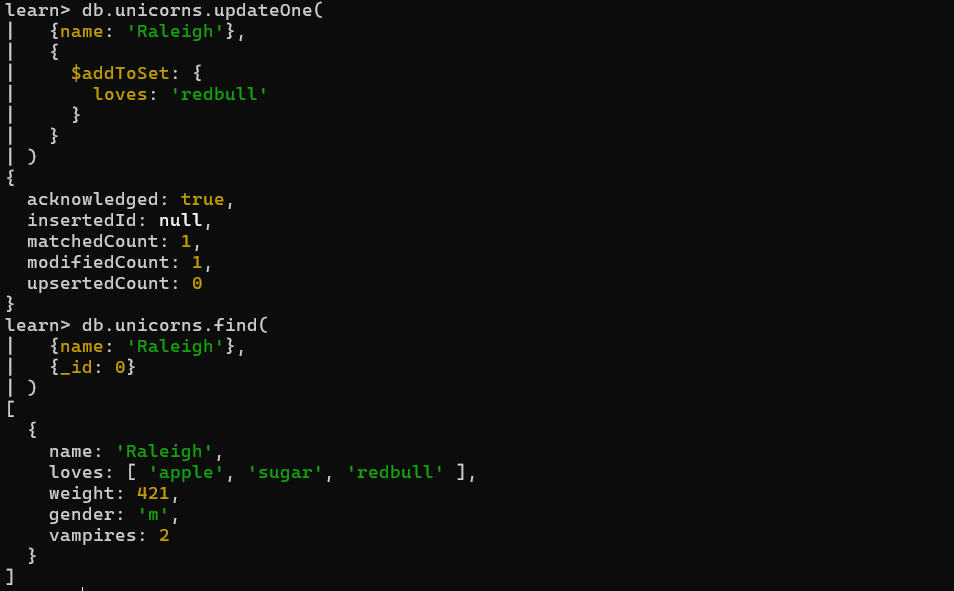 learn> db.unicorns.updateOne(
|   {name: 'Raleigh'},
|   {
|     $addToSet: {
|       loves: 'redbull'
|     }
|   }
| )
{
  acknowledged: true,
  insertedId: null,
  matchedCount: 1,
  modifiedCount: 1,
  upsertedCount: 0
}
learn> db.unicorns.find(
|   {name: 'Raleigh'},
|   {_id: 0}
| )
[
  {
    name: 'Raleigh',
    loves: [ 'apple', 'sugar', 'redbull' ],
    weight: 421,
    gender: 'm',
    vampires: 2
  }
]